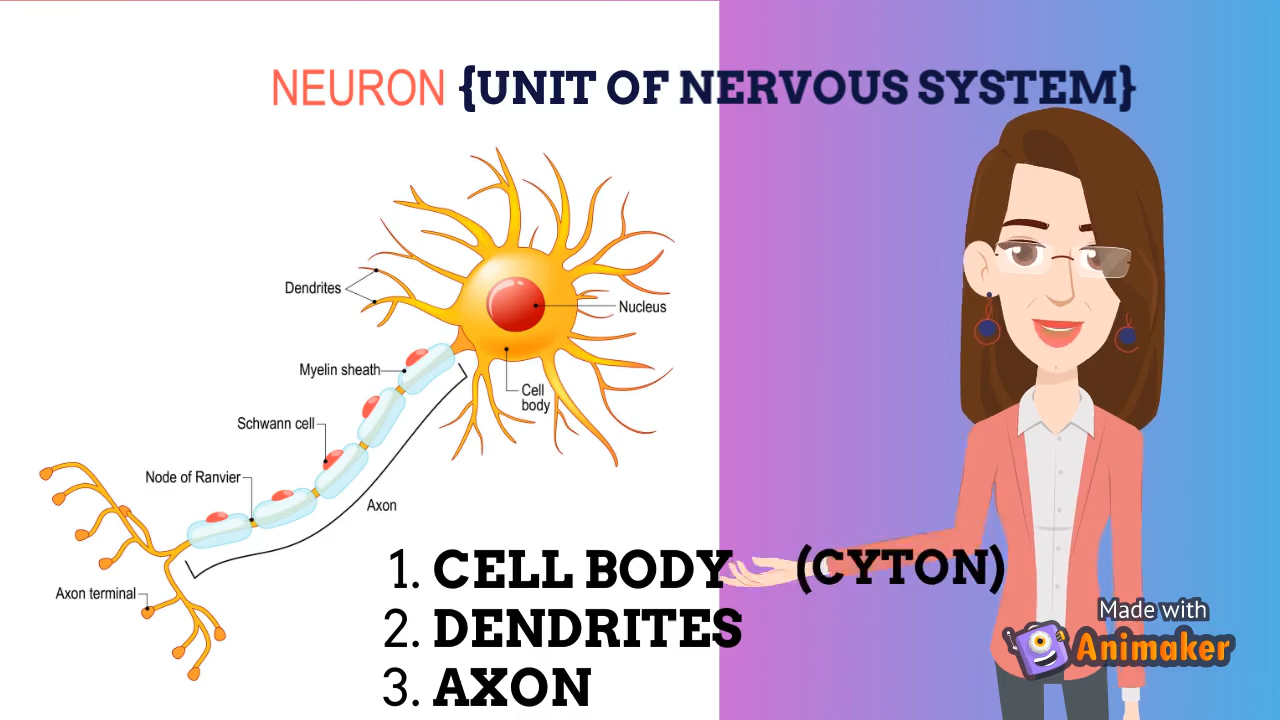 NEURON {UNIT OF NERVOUS SYSTEM}
Dendrites
Nucleus
Myelin sheath
Cell
body
Schwann cell
Node of Ranvier
Axon
Axon terminal
1. CELL BODY (CYTON)
2. DENDRITES
3. AXON
Made with
Animaker